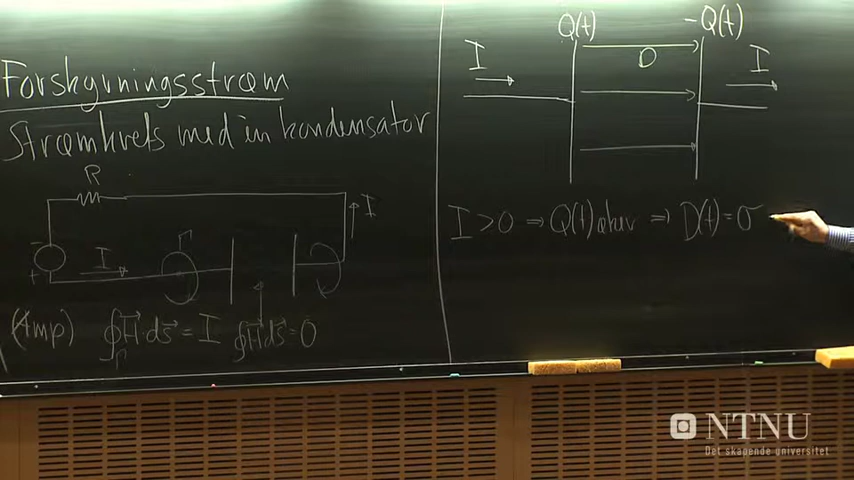 Forskyvningsstrøm
Strømkrets med en kondensator
R
I
I
-
+
(Amp) ∮H⃗·ds⃗ = I ∮H⃗·ds⃗ = 0
Γ
Q(t) -Q(t)
I D I
I > 0 ⇒ Q(t) øker ⇒ D(t) = σ
NTNU
Det skapende universitet